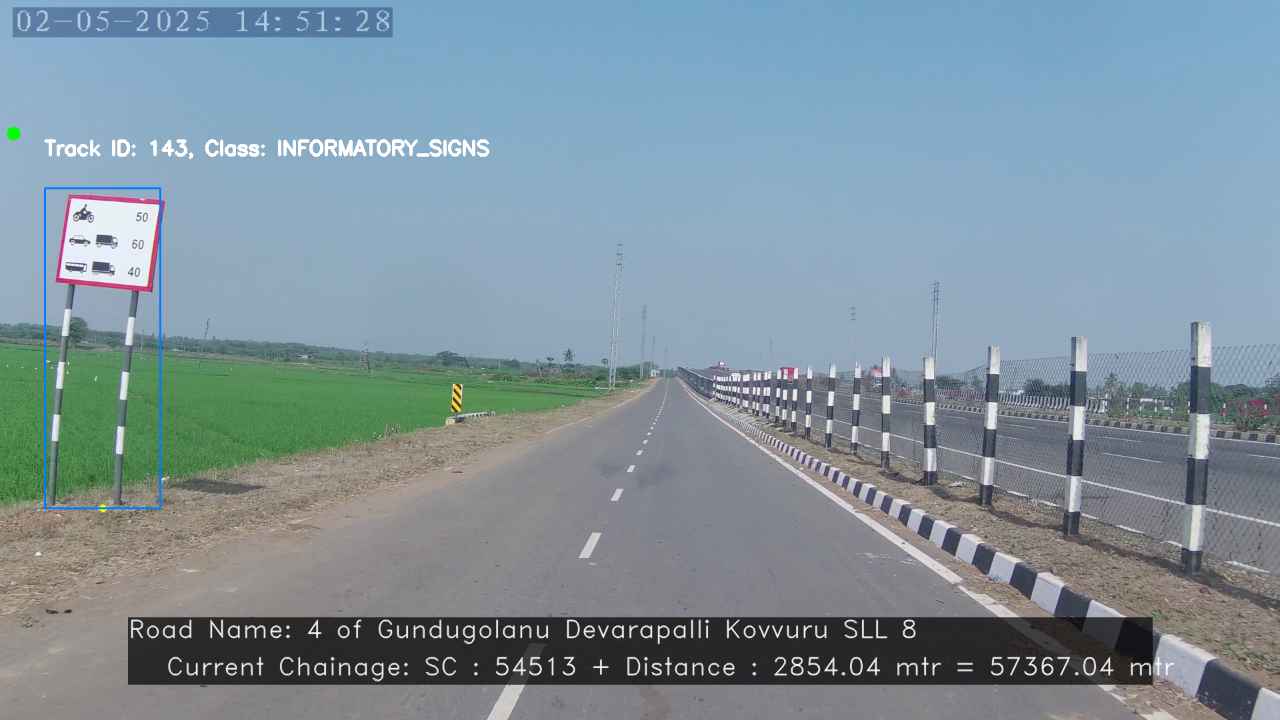 02-05-2025 14:51:28
Track ID: 143, Class: INFORMATORY_SIGNS
50
60
40
Road Name: 4 of Gundugolanu Devarapalli Kovvuru SLL 8
Current Chainage: SC : 54513 + Distance : 2854.04 mtr = 57367.04 mtr